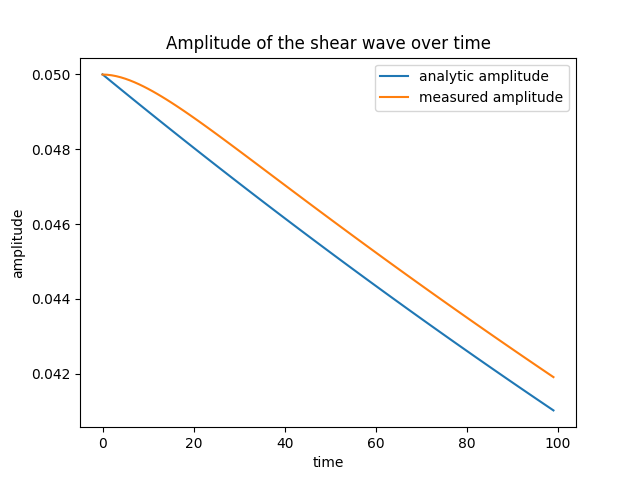 Amplitude of the shear wave over time
analytic amplitude
measured amplitude
0.050
0.048
0.046
0.044
0.042
amplitude
0 20 40 60 80 100
time